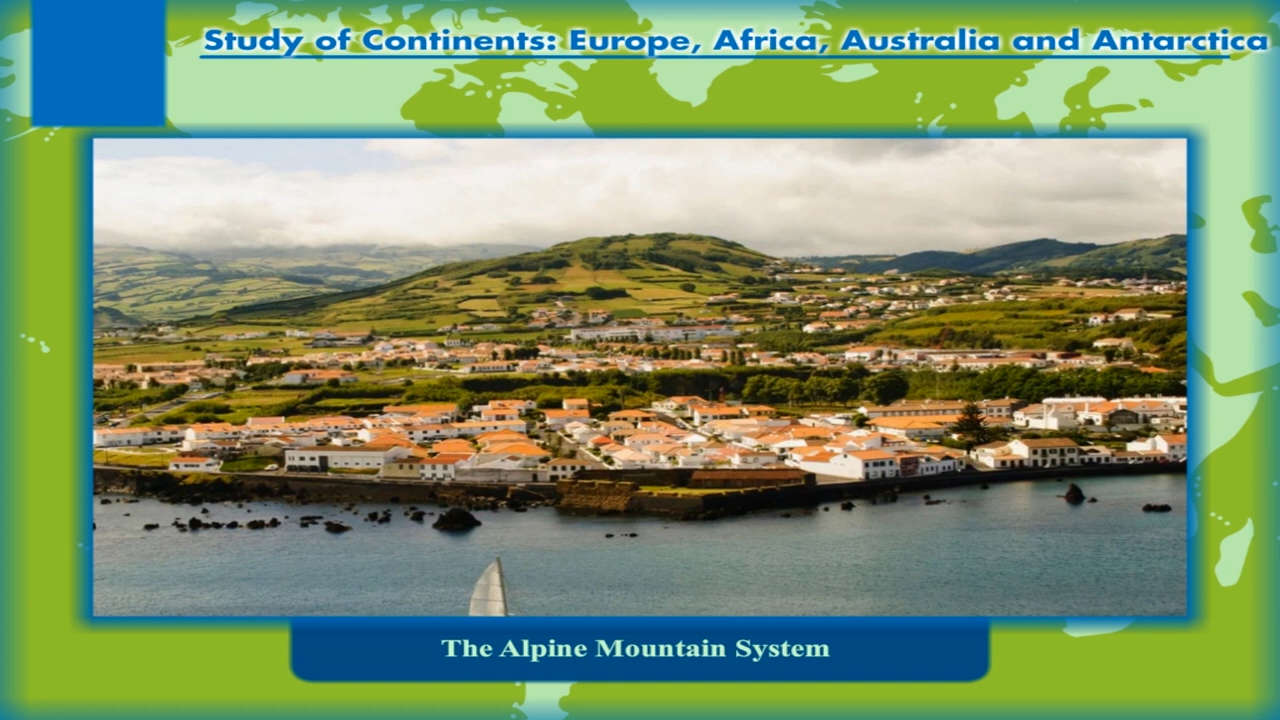 Study of Continents: Europe, Africa, Australia and Antarctica
The Alpine Mountain System